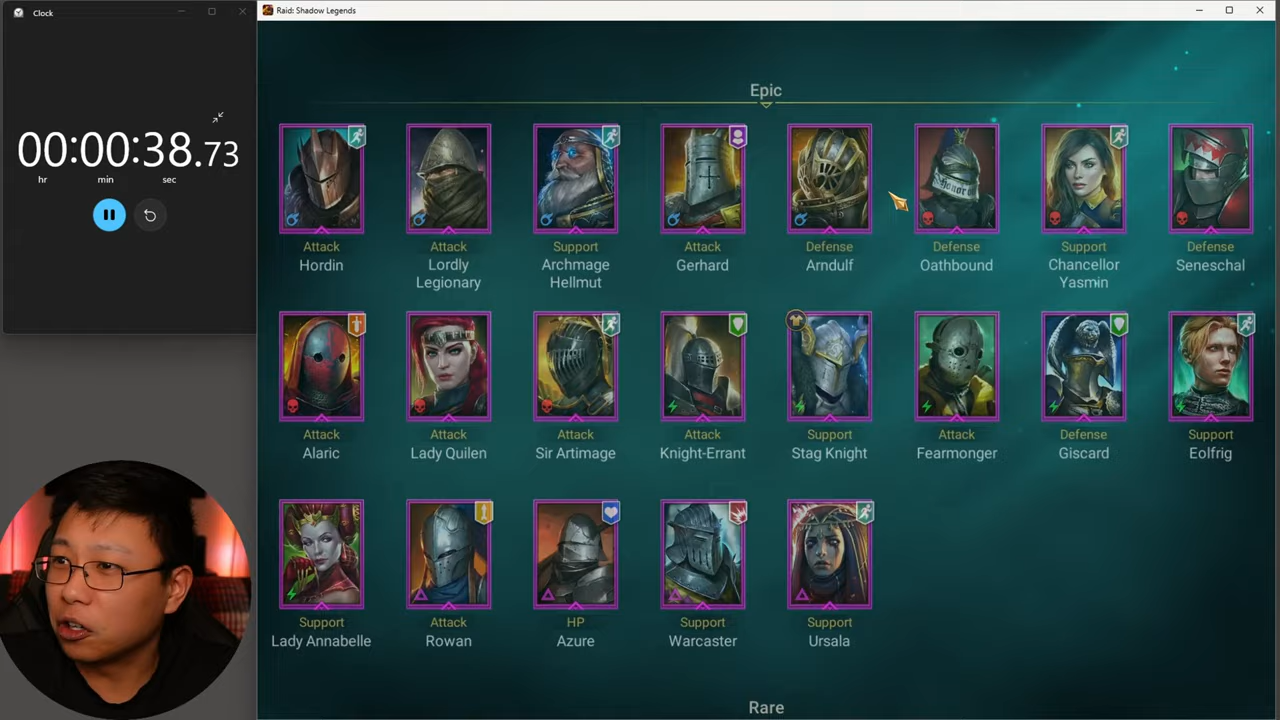 Clock
Raid: Shadow Legends
00:00:38.73
hr min sec
Epic
Attack
Hordin
Attack
Lordly
Legionary
Support
Archmage
Hellmut
Attack
Gerhard
Defense
Arndulf
Honor
Defense
Oathbound
Support
Chancellor
Yasmin
Defense
Seneschal
Attack
Alaric
Attack
Lady Quilen
Attack
Sir Artimage
Attack
Knight-Errant
Support
Stag Knight
Attack
Fearmonger
Defense
Giscard
Support
Eolfrig
Support
Lady Annabelle
Attack
Rowan
HP
Azure
Support
Warcaster
Support
Ursala
Rare